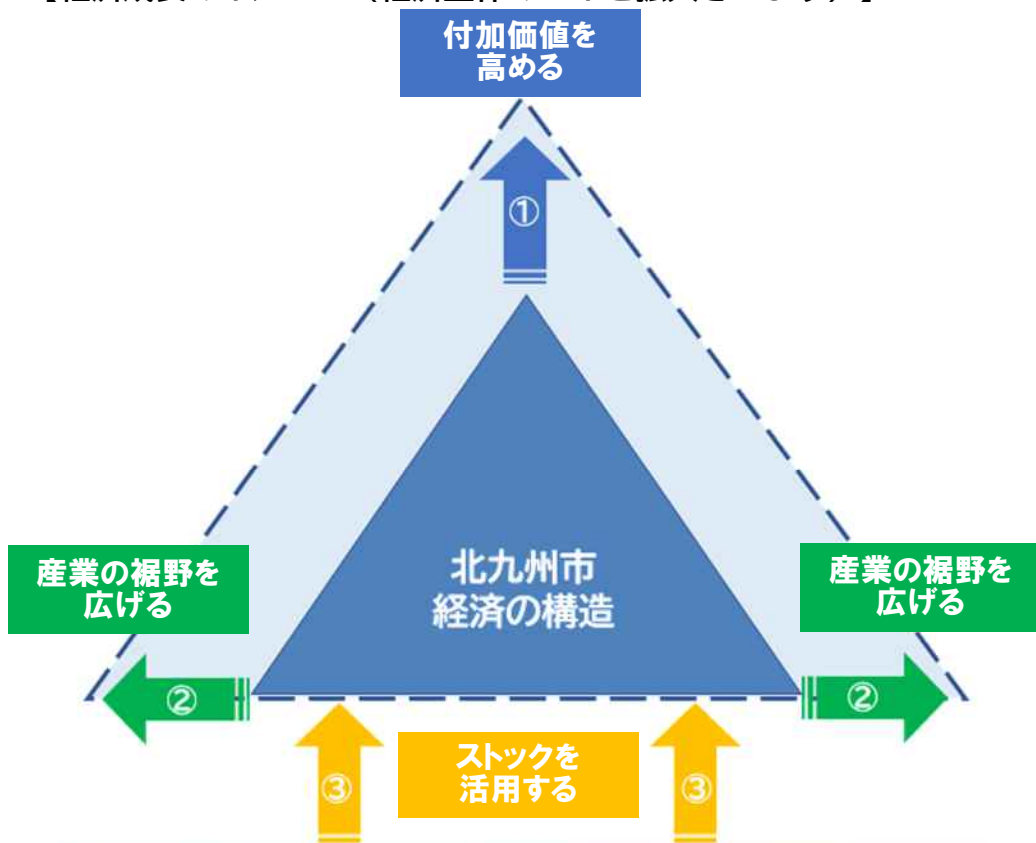 付加価値を
高める
①
北九州市
経済の構造
産業の裾野を
広げる
産業の裾野を
広げる
②
②
ストックを
活用する
③
③